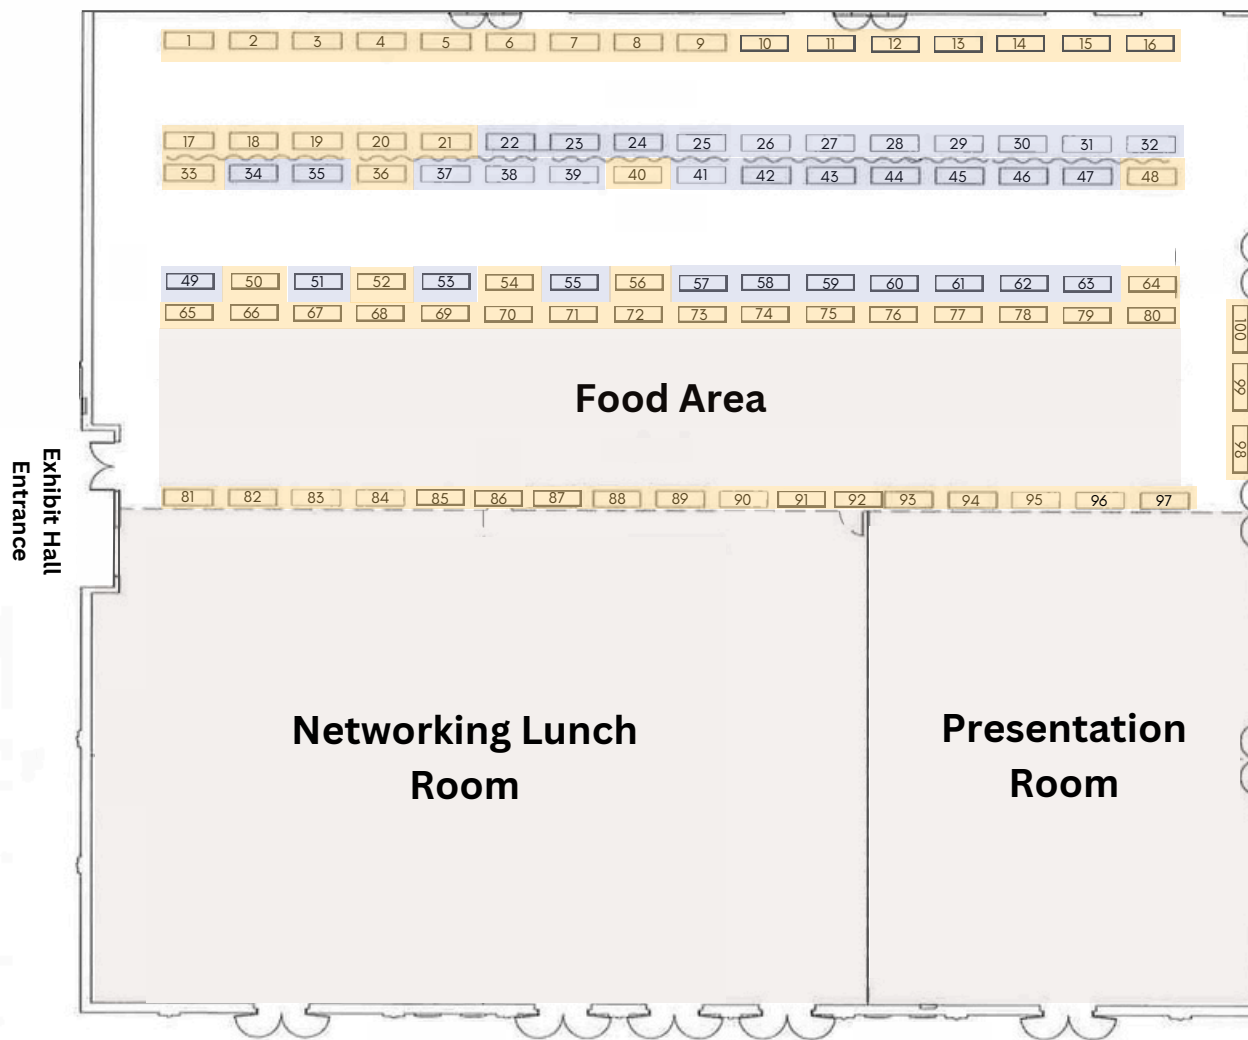 1 2 3 4 5 6 7 8 9 10 11 12 13 14 15 16
17 18 19 20 21 22 23 24 25 26 27 28 29 30 31 32
33 34 35 36 37 38 39 40 41 42 43 44 45 46 47 48
49 50 51 52 53 54 55 56 57 58 59 60 61 62 63 64
65 66 67 68 69 70 71 72 73 74 75 76 77 78 79 80
100
99
98
Food Area
Exhibit Hall
Entrance
81 82 83 84 85 86 87 88 89 90 91 92 93 94 95 96 97
Networking Lunch
Room
Presentation
Room